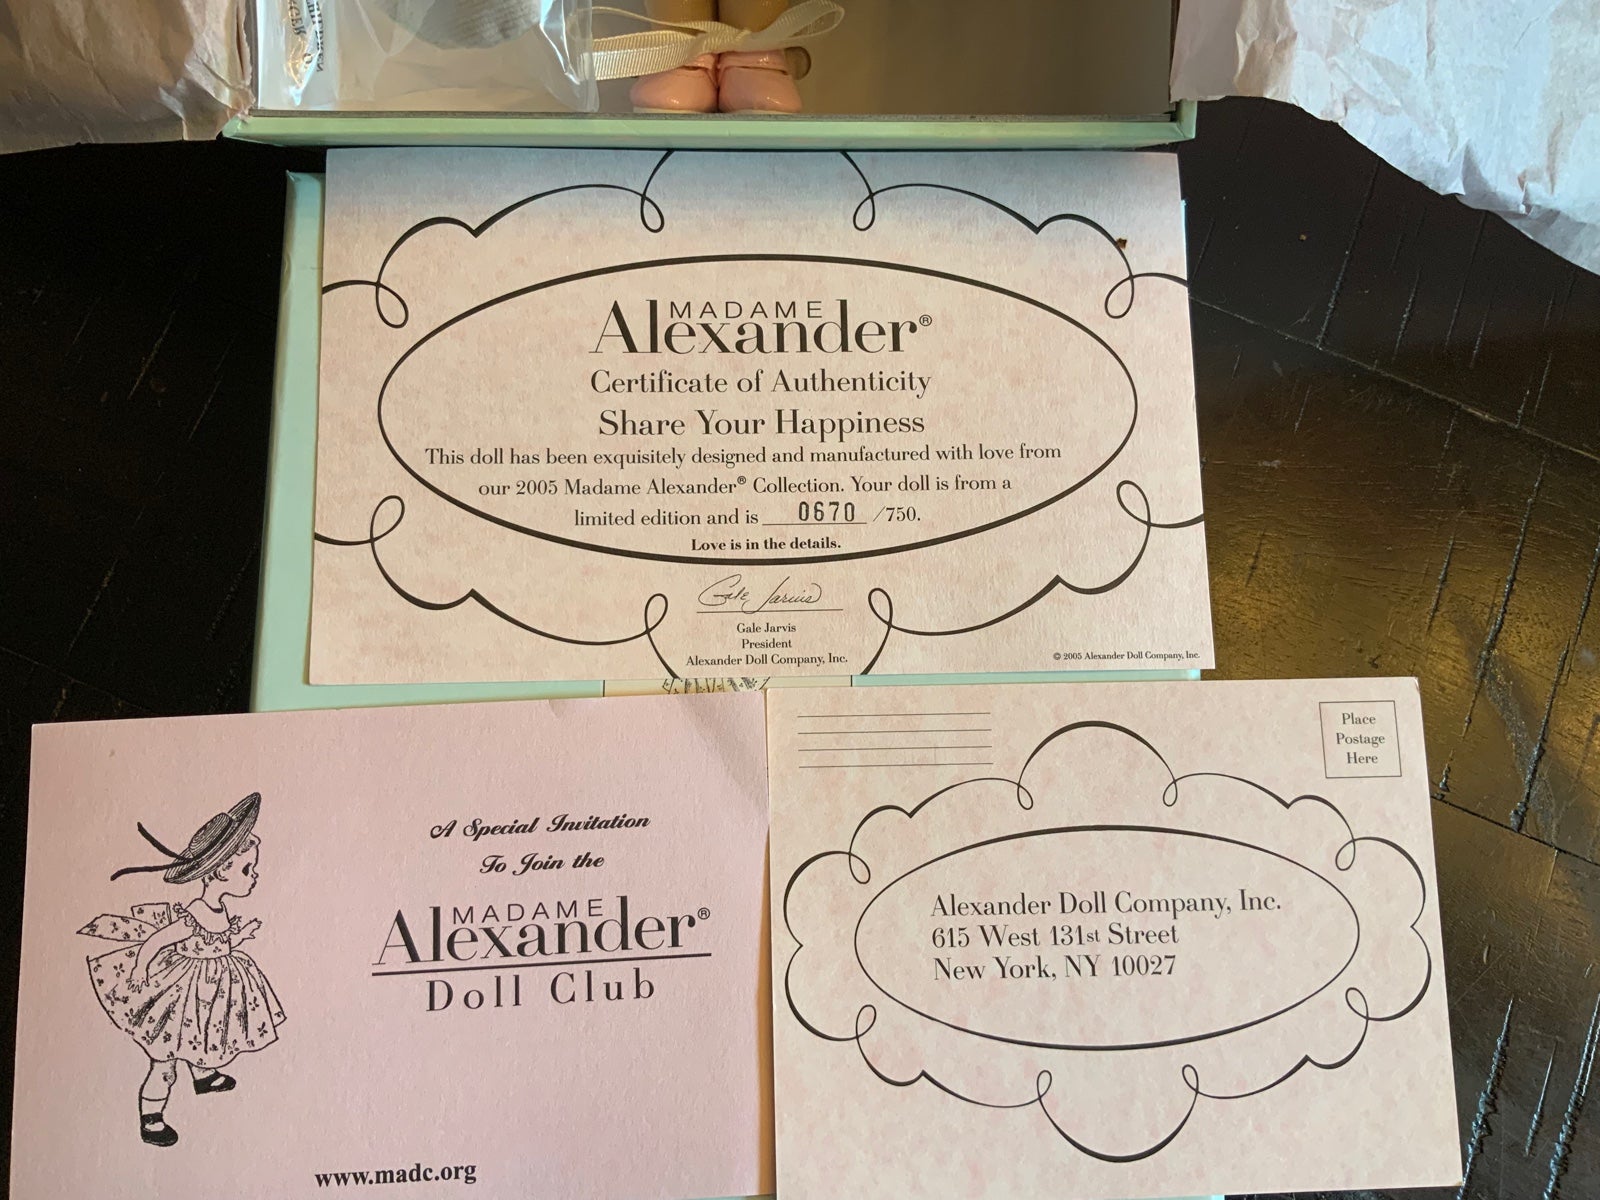 MADAME
Alexander®
Certificate of Authenticity
Share Your Happiness
This doll has been exquisitely designed and manufactured with love from
our 2005 Madame Alexander® Collection. Your doll is from a
limited edition and is 0670 /750.
Love is in the details.
Gale Jarvis
Gale Jarvis
President
Alexander Doll Company, Inc.
© 2005 Alexander Doll Company, Inc.
A Special Invitation
To Join the
MADAME
Alexander®
Doll Club
www.madc.org
Place
Postage
Here
Alexander Doll Company, Inc.
615 West 131st Street
New York, NY 10027